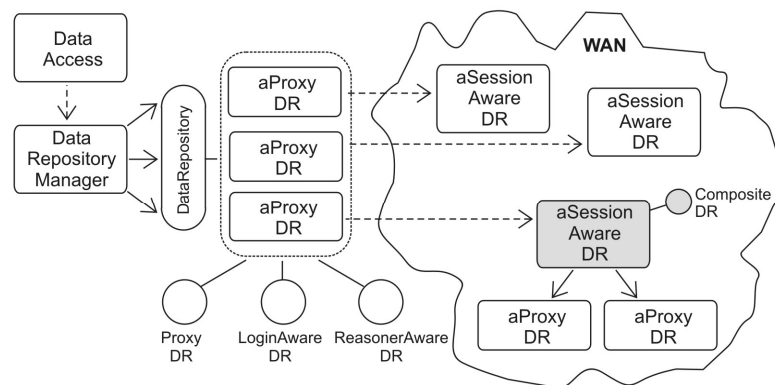 Data
Access
Data
Repository
Manager
DataRepository
aProxy
DR
aProxy
DR
aProxy
DR
Proxy
DR
LoginAware
DR
ReasonerAware
DR
WAN
aSession
Aware
DR
aSession
Aware
DR
aSession
Aware
DR
Composite
DR
aProxy
DR
aProxy
DR